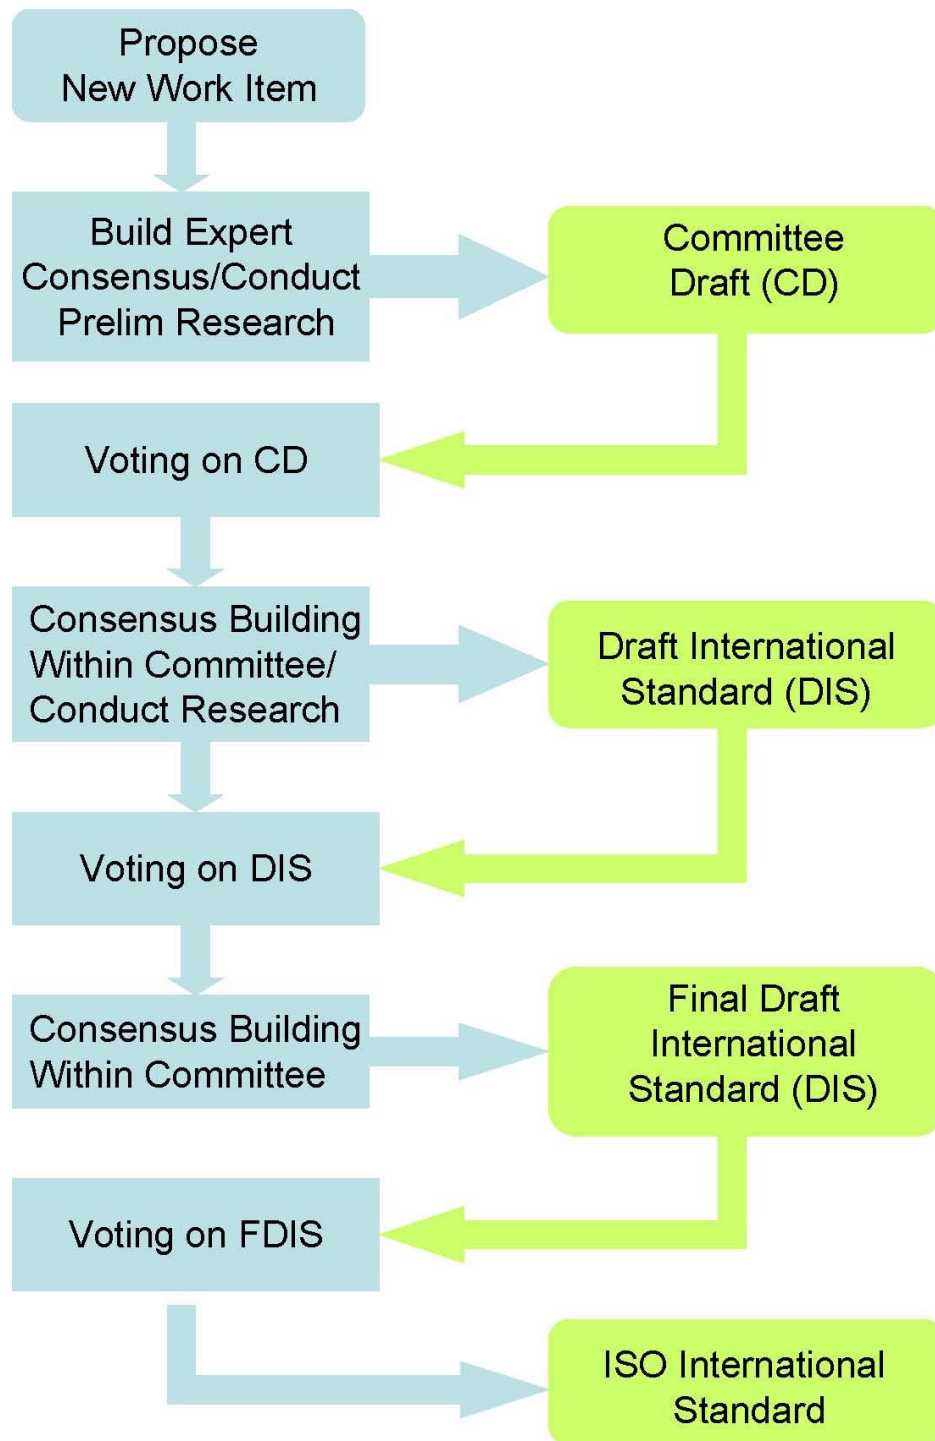 Propose
New Work Item
Build Expert
Consensus/Conduct
Prelim Research
Committee
Draft (CD)
Voting on CD
Consensus Building
Within Committee/
Conduct Research
Draft International
Standard (DIS)
Voting on DIS
Consensus Building
Within Committee
Final Draft
International
Standard (DIS)
Voting on FDIS
ISO International
Standard